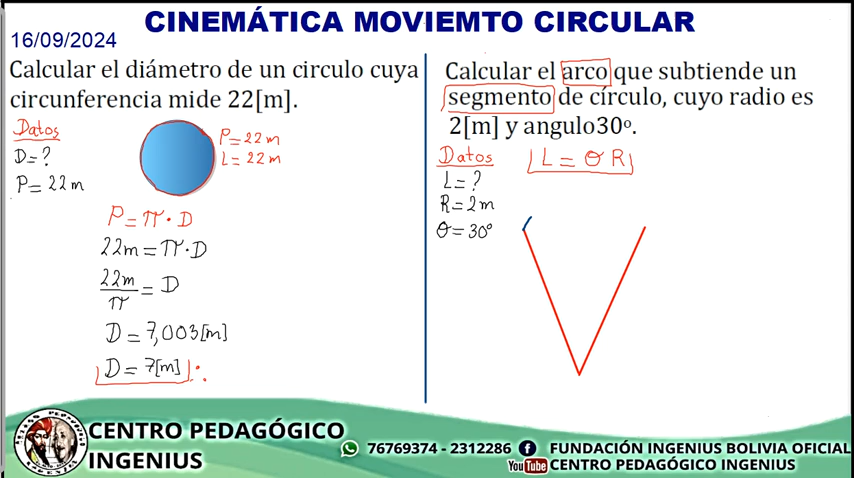 CINEMÁTICA MOVIEMTO CIRCULAR
16/09/2024
Calcular el diámetro de un circulo cuya
circunferencia mide 22[m].
Datos
D = ?
P = 22 m
P = 22 m
L = 22 m
P = π · D
22m = π · D
22m/π = D
D = 7,003[m]
D = 7[m] ∴
Calcular el arco que subtiende un
segmento de círculo, cuyo radio es
2[m] y angulo30º.
Datos
L = ?
R = 2m
θ = 30º
L = θ R
CENTRO PEDAGÓGICO
INGENIUS
76769374 - 2312286
FUNDACIÓN INGENIUS BOLIVIA OFICIAL
YouTube CENTRO PEDAGÓGICO INGENIUS